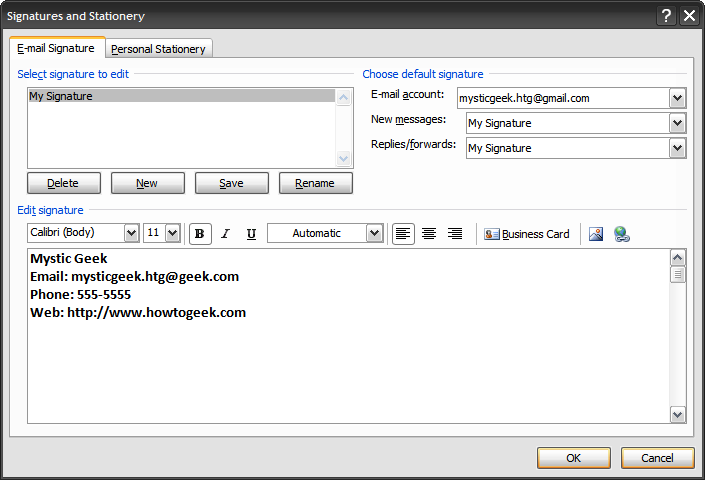 Signatures and Stationery
E-mail Signature
Personal Stationery
Select signature to edit
My Signature
Delete
New
Save
Rename
Choose default signature
E-mail account:
mysticgeek.htg@gmail.com
New messages:
My Signature
Replies/forwards:
My Signature
Edit signature
Calibri (Body)
11
B
I
U
Automatic
Business Card
Mystic Geek
Email: mysticgeek.htg@geek.com
Phone: 555-5555
Web: http://www.howtogeek.com
OK
Cancel